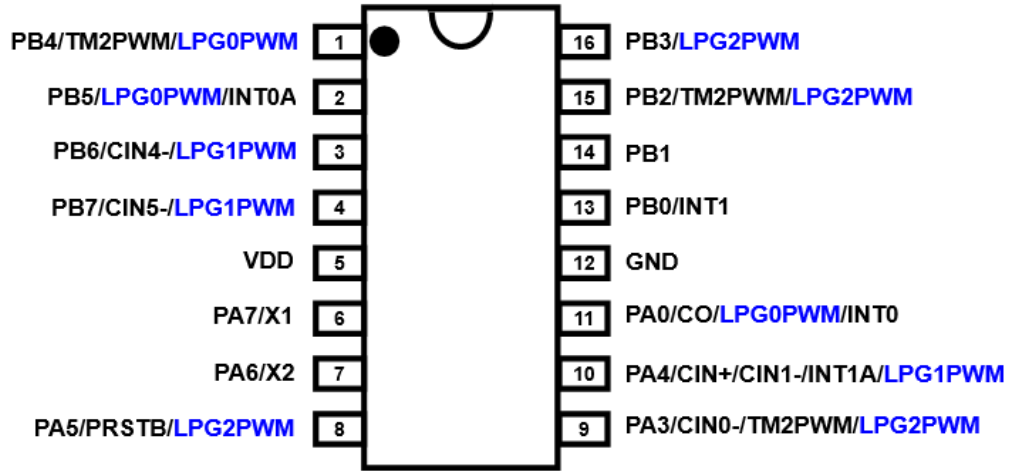 PB4/TM2PWM/LPG0PWM 1 16 PB3/LPG2PWM
PB5/LPG0PWM/INT0A 2 15 PB2/TM2PWM/LPG2PWM
PB6/CIN4-/LPG1PWM 3 14 PB1
PB7/CIN5-/LPG1PWM 4 13 PB0/INT1
VDD 5 12 GND
PA7/X1 6 11 PA0/CO/LPG0PWM/INT0
PA6/X2 7 10 PA4/CIN+/CIN1-/INT1A/LPG1PWM
PA5/PRSTB/LPG2PWM 8 9 PA3/CIN0-/TM2PWM/LPG2PWM